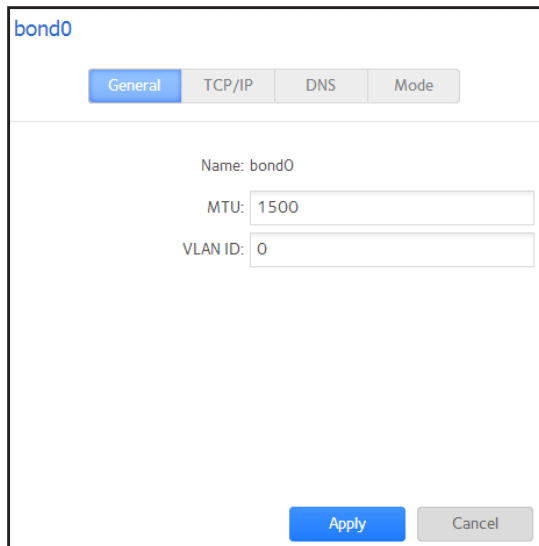 bond0
General TCP/IP DNS Mode
Name: bond0
MTU: 1500
VLAN ID: 0
Apply Cancel